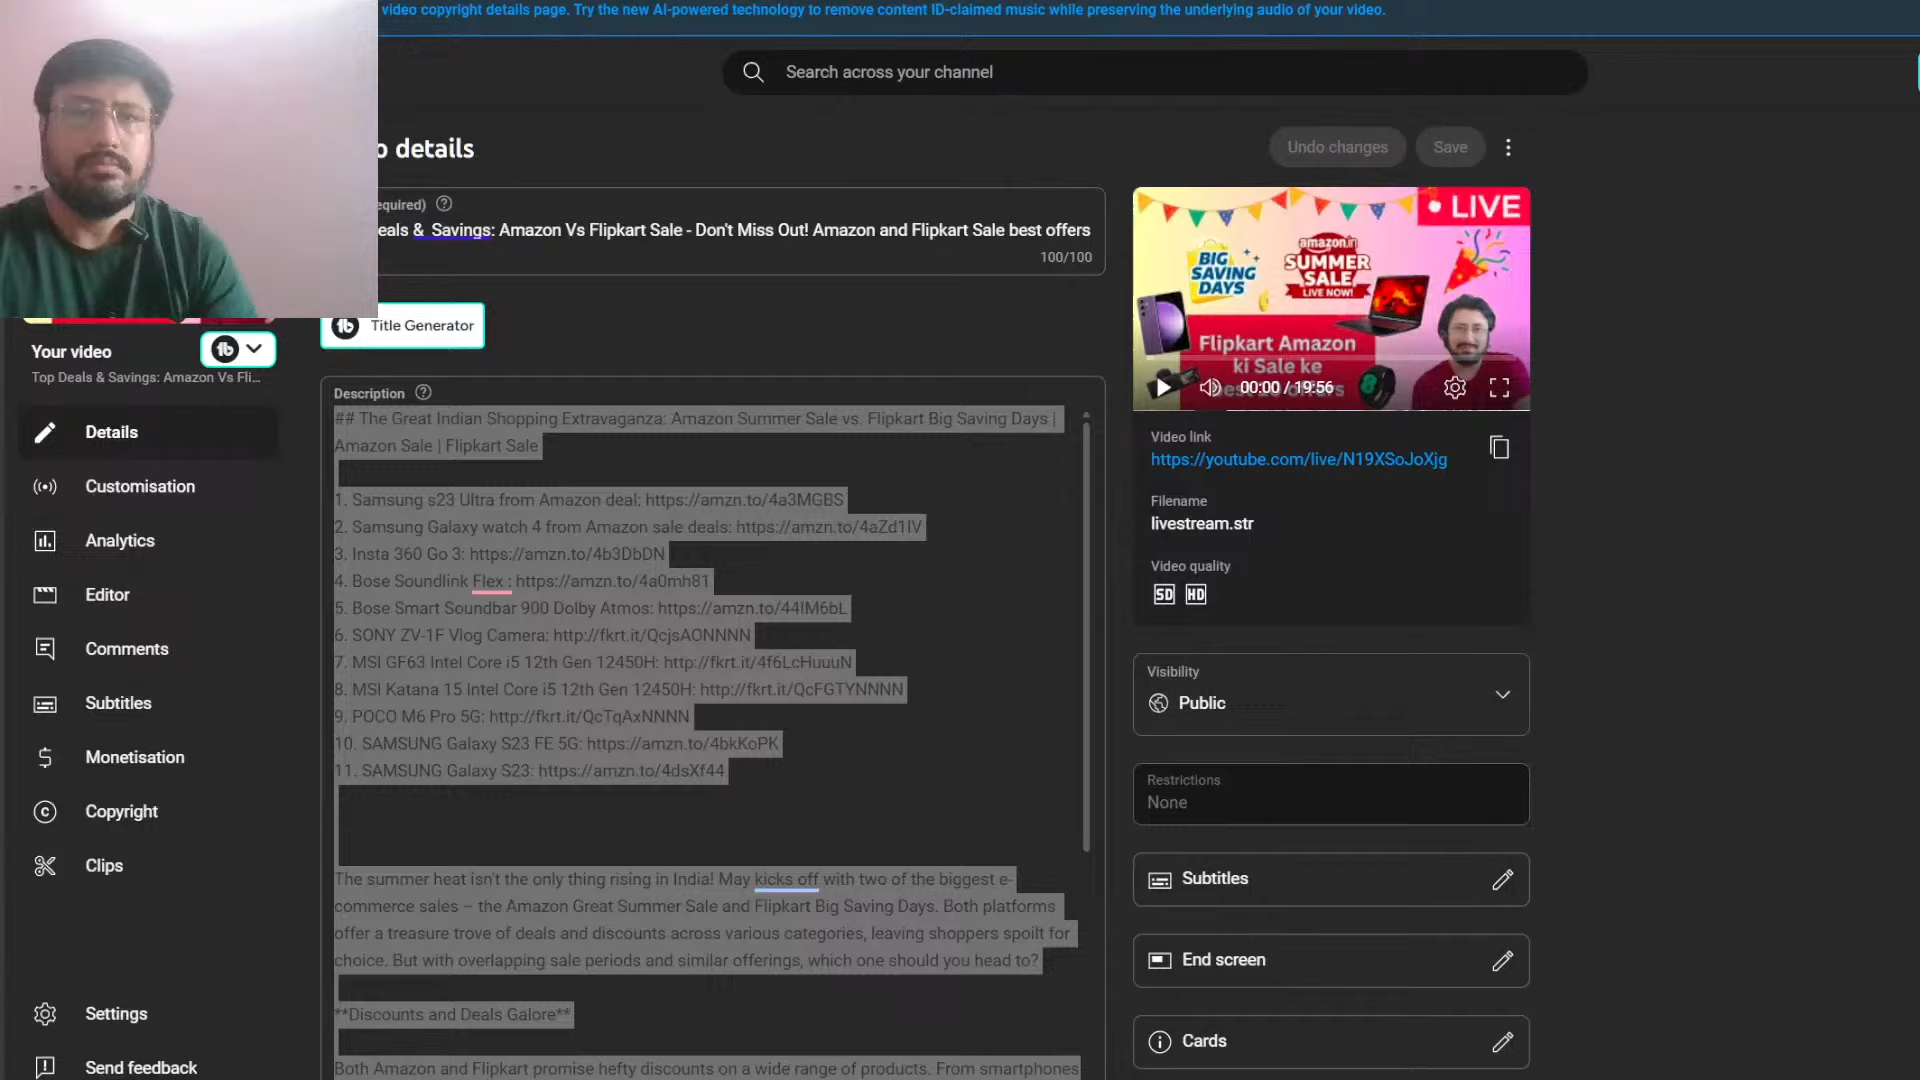 video copyright details page. Try the new AI-powered technology to remove content ID-claimed music while preserving the underlying audio of your video.
Search across your channel
o details
Undo changes
Save
equired)
eals & Savings: Amazon Vs Flipkart Sale - Don't Miss Out! Amazon and Flipkart Sale best offers
100/100
Title Generator
Your video
Top Deals & Savings: Amazon Vs Fli...
Details
Customisation
Analytics
Editor
Comments
Subtitles
Monetisation
Copyright
Clips
Settings
Send feedback
Description
## The Great Indian Shopping Extravaganza: Amazon Summer Sale vs. Flipkart Big Saving Days |
Amazon Sale | Flipkart Sale
1. Samsung s23 Ultra from Amazon deal: https://amzn.to/4a3MGBS
2. Samsung Galaxy watch 4 from Amazon sale deals: https://amzn.to/4aZd1IV
3. Insta 360 Go 3: https://amzn.to/4b3DbDN
4. Bose Soundlink Flex : https://amzn.to/4a0mh81
5. Bose Smart Soundbar 900 Dolby Atmos: https://amzn.to/44IM6bL
6. SONY ZV-1F Vlog Camera: http://fkrt.it/QcjsAONNNN
7. MSI GF63 Intel Core i5 12th Gen 12450H: http://fkrt.it/4f6LcHuuuN
8. MSI Katana 15 Intel Core i5 12th Gen 12450H: http://fkrt.it/QcFGTYNNNN
9. POCO M6 Pro 5G: http://fkrt.it/QcTqAxNNNN
10. SAMSUNG Galaxy S23 FE 5G: https://amzn.to/4bkKoPK
11. SAMSUNG Galaxy S23: https://amzn.to/4dsXf44
The summer heat isn't the only thing rising in India! May kicks off with two of the biggest e-
commerce sales – the Amazon Great Summer Sale and Flipkart Big Saving Days. Both platforms
offer a treasure trove of deals and discounts across various categories, leaving shoppers spoilt for
choice. But with overlapping sale periods and similar offerings, which one should you head to?
**Discounts and Deals Galore**
Both Amazon and Flipkart promise hefty discounts on a wide range of products. From smartphones
LIVE
BIG
SAVING
DAYS
amazon.in
SUMMER
SALE
LIVE NOW!
Flipkart Amazon
ki Sale ke
best 10 offers
00:00 / 19:56
Video link
https://youtube.com/live/N19XSoJoXjg
Filename
livestream.str
Video quality
SD HD
Visibility
Public
Restrictions
None
Subtitles
End screen
Cards